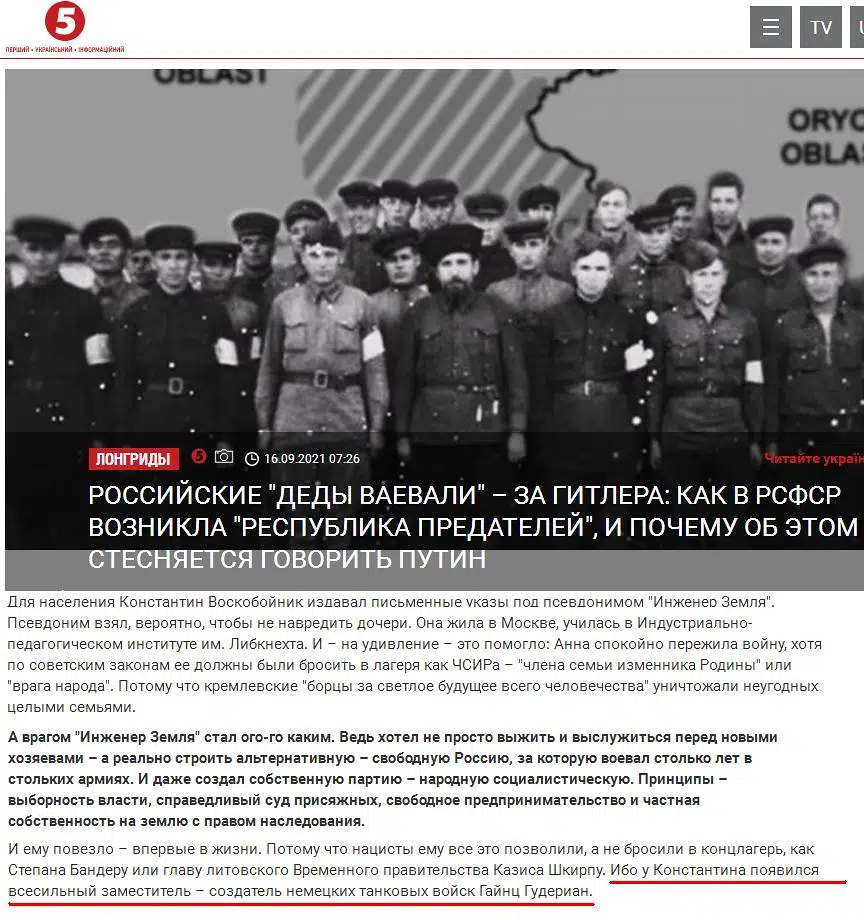 5
ПЕРШИЙ • УКРАЇНСЬКИЙ • ІНФОРМАЦІЙНИЙ
TV
OBLAST
ORYO
OBLA
ЛОНГРИДЫ
5
16.09.2021 07:26
Читайте україн
РОССИЙСКИЕ "ДЕДЫ ВАЕВАЛИ" – ЗА ГИТЛЕРА: КАК В РСФСР
ВОЗНИКЛА "РЕСПУБЛИКА ПРЕДАТЕЛЕЙ", И ПОЧЕМУ ОБ ЭТОМ
СТЕСНЯЕТСЯ ГОВОРИТЬ ПУТИН
Для населения Константин Воскобойник издавал письменные указы под псевдонимом "Инженер Земля".
Псевдоним взял, вероятно, чтобы не навредить дочери. Она жила в Москве, училась в Индустриально-
педагогическом институте им. Либкнехта. И – на удивление – это помогло: Анна спокойно пережила войну, хотя
по советским законам ее должны были бросить в лагеря как ЧСИРа – "члена семьи изменника Родины" или
"врага народа". Потому что кремлевские "борцы за светлое будущее всего человечества" уничтожали неугодных
целыми семьями.
А врагом "Инженер Земля" стал ого-го каким. Ведь хотел не просто выжить и выслужиться перед новыми
хозяевами – а реально строить альтернативную – свободную Россию, за которую воевал столько лет в
стольких армиях. И даже создал собственную партию – народную социалистическую. Принципы –
выборность власти, справедливый суд присяжных, свободное предпринимательство и частная
собственность на землю с правом наследования.
И ему повезло – впервые в жизни. Потому что нацисты ему все это позволили, а не бросили в концлагерь, как
Степана Бандеру или главу литовского Временного правительства Казиса Шкирпу. Ибо у Константина появился
всесильный заместитель – создатель немецких танковых войск Гайнц Гудериан.